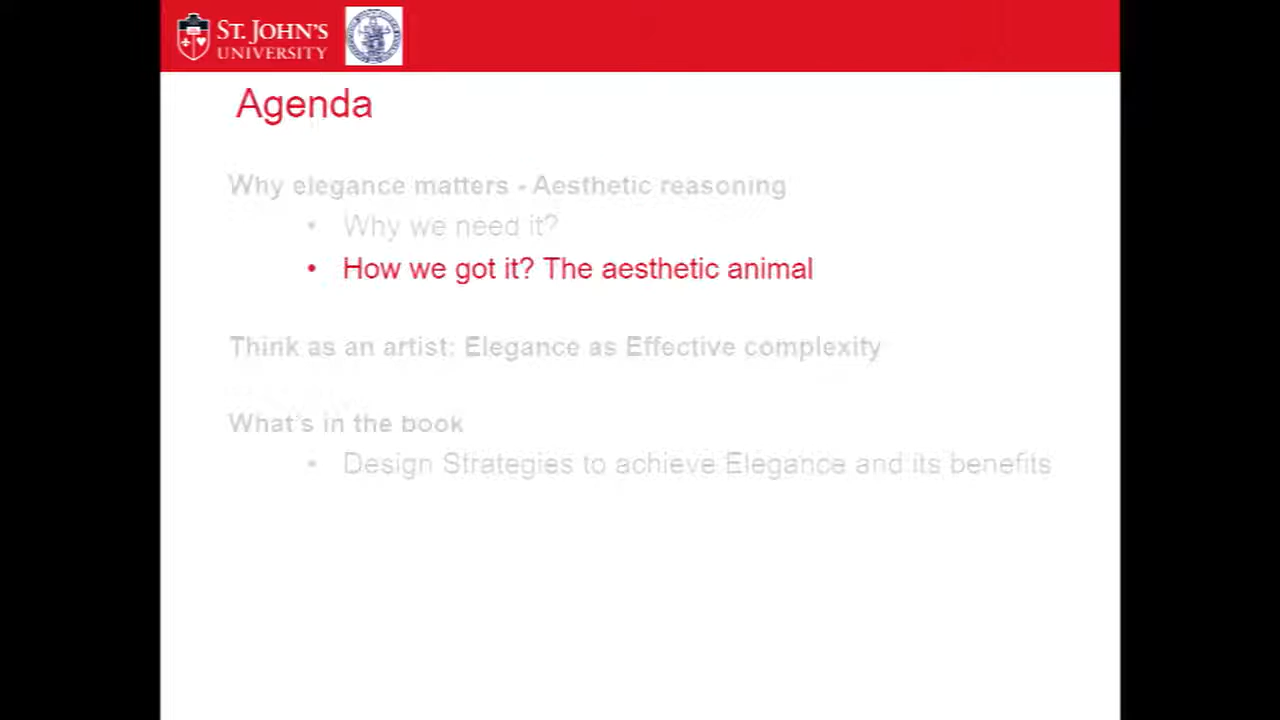 ST. JOHN'S
UNIVERSITY
Agenda
Why elegance matters - Aesthetic reasoning
• Why we need it?
• How we got it? The aesthetic animal
Think as an artist: Elegance as Effective complexity
What's in the book
• Design Strategies to achieve Elegance and its benefits